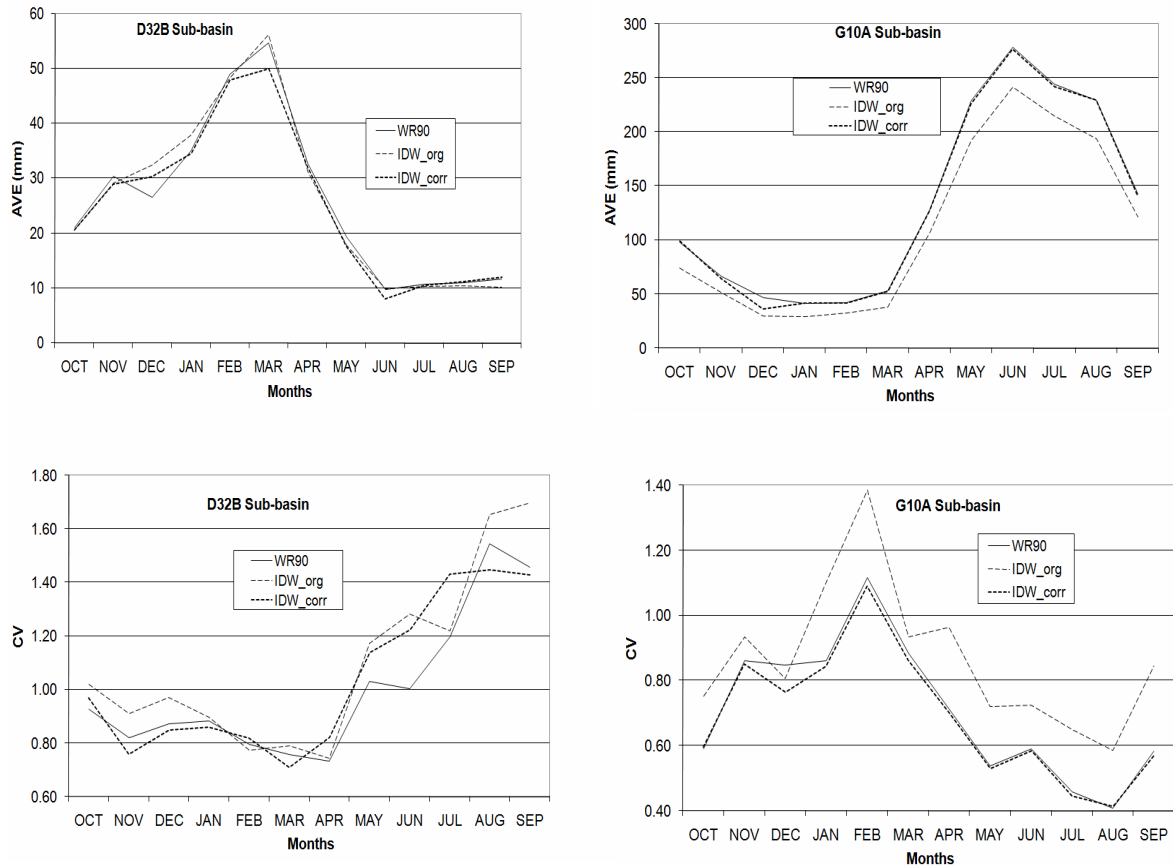 D32B Sub-basin
AVE (mm)
60
50
40
30
20
10
0
WR90
IDW_org
IDW_corr
OCT NOV DEC JAN FEB MAR APR MAY JUN JUL AUG SEP
Months
G10A Sub-basin
AVE (mm)
300
250
200
150
100
50
0
WR90
IDW_org
IDW_corr
OCT NOV DEC JAN FEB MAR APR MAY JUN JUL AUG SEP
Months
D32B Sub-basin
CV
1.80
1.60
1.40
1.20
1.00
0.80
0.60
WR90
IDW_org
IDW_corr
OCT NOV DEC JAN FEB MAR APR MAY JUN JUL AUG SEP
Months
G10A Sub-basin
CV
1.40
1.20
1.00
0.80
0.60
0.40
WR90
IDW_org
IDW_corr
OCT NOV DEC JAN FEB MAR APR MAY JUN JUL AUG SEP
Months